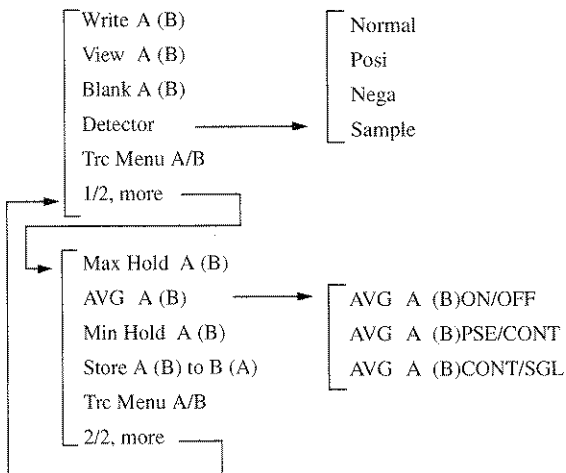 Write A (B)
View A (B)
Blank A (B)
Detector
Trc Menu A/B
1/2, more
Normal
Posi
Nega
Sample
Max Hold A (B)
AVG A (B)
Min Hold A (B)
Store A (B) to B (A)
Trc Menu A/B
2/2, more
AVG A (B)ON/OFF
AVG A (B)PSE/CONT
AVG A (B)CONT/SGL